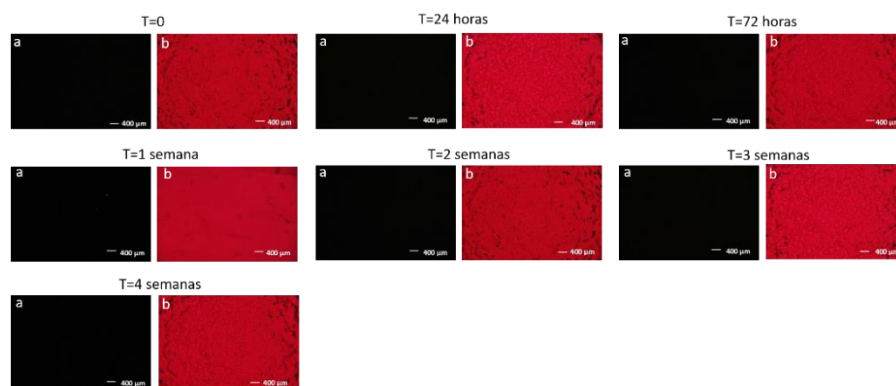 T=0
a
b
400 µm
400 µm
T=24 horas
a
b
400 µm
400 µm
T=72 horas
a
b
400 µm
400 µm
T=1 semana
a
b
400 µm
400 µm
T=2 semanas
a
b
400 µm
400 µm
T=3 semanas
a
b
400 µm
400 µm
T=4 semanas
a
b
400 µm
400 µm